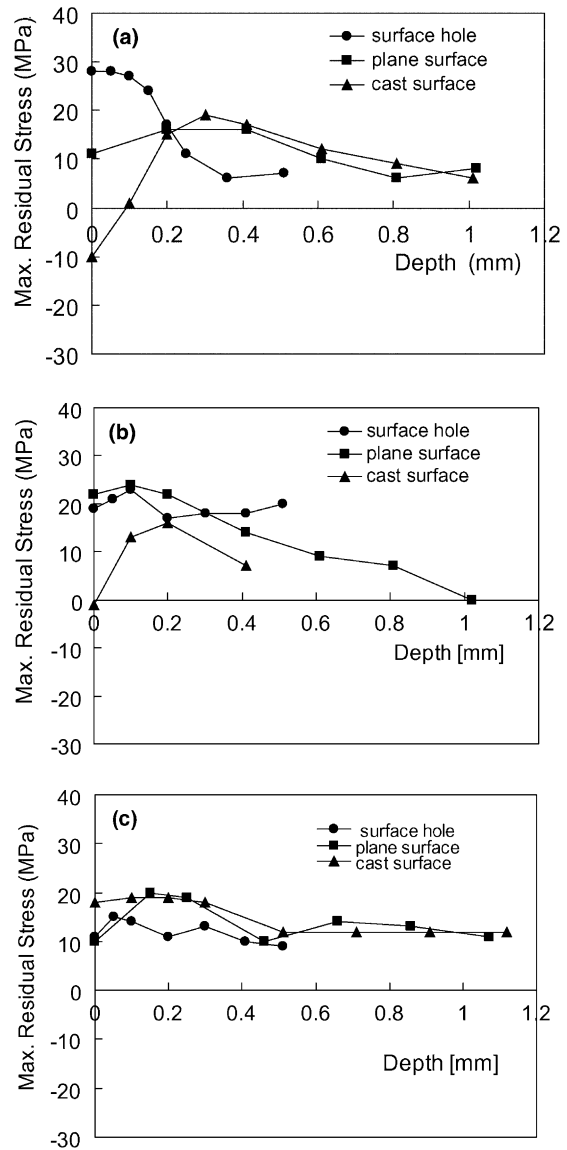 Max. Residual Stress (MPa)
(a)
surface hole
plane surface
cast surface
40
30
20
10
0
-10
-20
-30
0 0.2 0.4 0.6 0.8 1 1.2
Depth (mm)
Max. Residual Stress (MPa)
(b)
surface hole
plane surface
cast surface
40
30
20
10
0
-10
-20
-30
0 0.2 0.4 0.6 0.8 1 1.2
Depth [mm]
Max. Residual Stress (MPa)
(c)
surface hole
plane surface
cast surface
40
30
20
10
0
-10
-20
-30
0 0.2 0.4 0.6 0.8 1 1.2
Depth [mm]